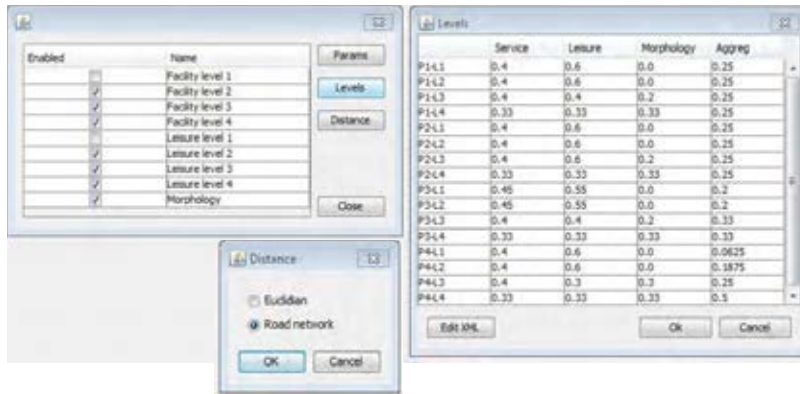 Enabled Name
Facility level 1
Facility level 2
Facility level 3
Facility level 4
Leisure level 1
Leisure level 2
Leisure level 3
Leisure level 4
Morphology
Params
Levels
Distance
Close
Distance
Euclidian
Road network
OK Cancel
Levels
Service Leisure Morphology Aggreg
P1-L1 0.4 0.6 0.0 0.25
P1-L2 0.4 0.6 0.0 0.25
P1-L3 0.4 0.4 0.2 0.25
P1-L4 0.33 0.33 0.33 0.25
P2-L1 0.4 0.6 0.0 0.25
P2-L2 0.4 0.6 0.0 0.25
P2-L3 0.4 0.6 0.2 0.25
P2-L4 0.33 0.33 0.33 0.25
P3-L1 0.45 0.55 0.0 0.2
P3-L2 0.45 0.55 0.0 0.2
P3-L3 0.4 0.4 0.2 0.33
P3-L4 0.33 0.33 0.33 0.33
P4-L1 0.4 0.6 0.0 0.0625
P4-L2 0.4 0.6 0.0 0.1875
P4-L3 0.4 0.3 0.3 0.25
P4-L4 0.33 0.33 0.33 0.5
Edit XML Ok Cancel